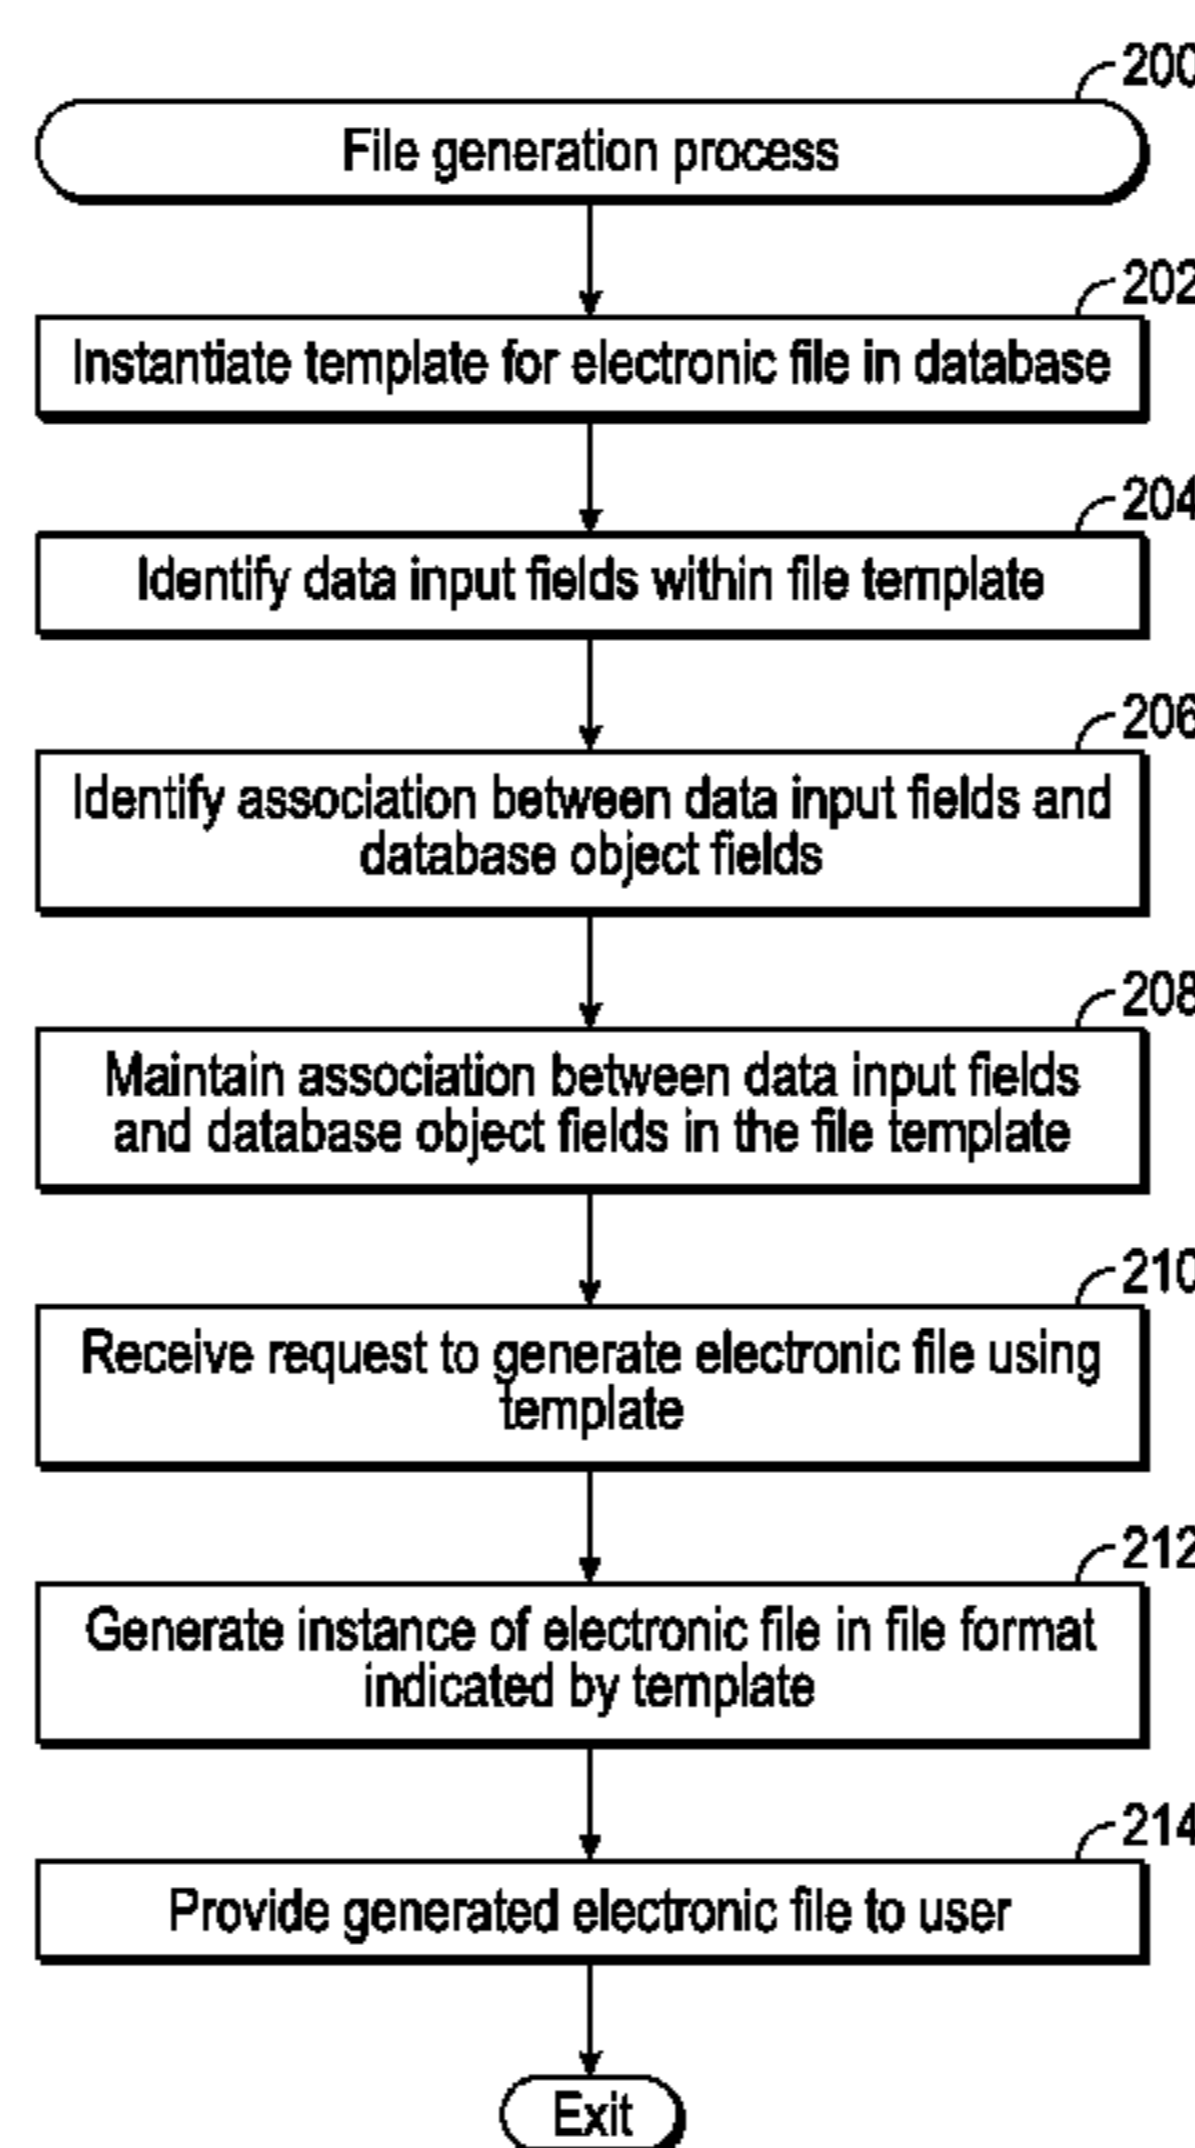 200
File generation process
202
Instantiate template for electronic file in database
204
Identify data input fields within file template
206
Identify association between data input fields and
database object fields
208
Maintain association between data input fields
and database object fields in the file template
210
Receive request to generate electronic file using
template
212
Generate instance of electronic file in file format
indicated by template
214
Provide generated electronic file to user
Exit